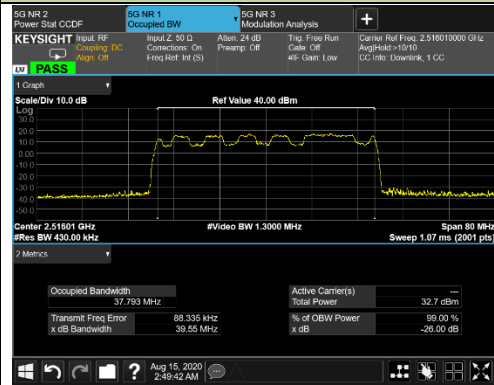 5G NR 2
Power Stat CCDF
5G NR 1
Occupied BW
5G NR 3
Modulation Analysis
KEYSIGHT
Input: RF
Coupling: DC
Align: Off
Input Z: 50 Ω
Corrections: On
Freq Ref: Int (S)
Atten: 24 dB
Preamp: Off
Trig: Free Run
Gate: Off
#IF Gain: Low
Carrier Ref Freq: 2.516010000 GHz
Avg|Hold:>10/10
CC Info: Downlink, 1 CC
LXI
PASS
1 Graph
Scale/Div 10.0 dB
Ref Value 40.00 dBm
Log
30.0
20.0
10.0
0.00
-10.0
-20.0
-30.0
-40.0
-50.0
Center 2.51601 GHz
#Video BW 1.3000 MHz
Span 80 MHz
#Res BW 430.00 kHz
Sweep 1.07 ms (2001 pts)
2 Metrics
Occupied Bandwidth
37.793 MHz
Active Carrier(s)
---
Total Power
32.7 dBm
Transmit Freq Error
88.335 kHz
% of OBW Power
99.00 %
x dB Bandwidth
39.55 MHz
x dB
-26.00 dB
?
Aug 15, 2020
2:49:42 AM